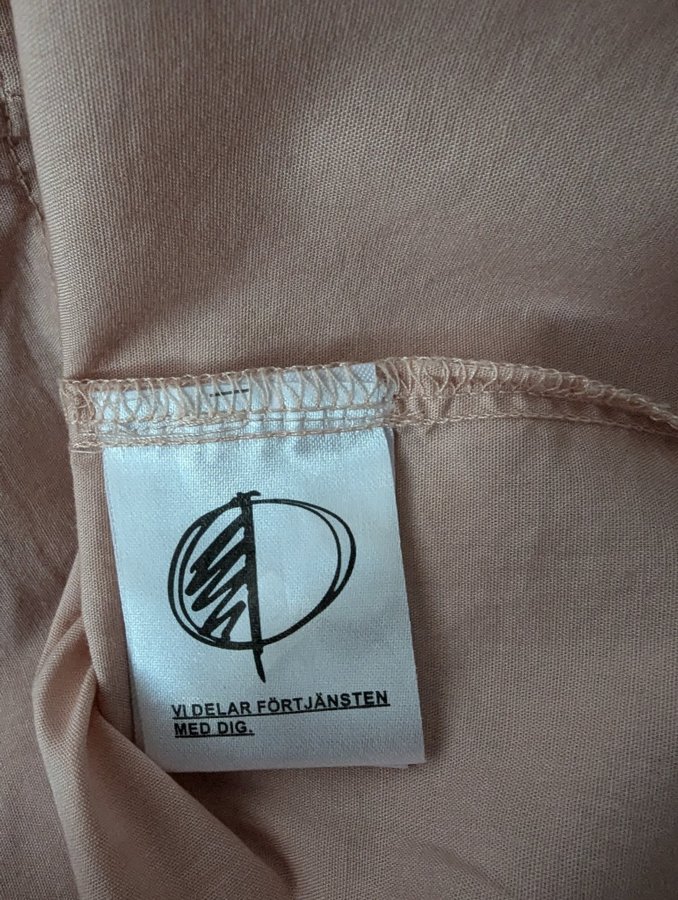 VI DELAR FÖRTJÄNSTEN
MED DIG.